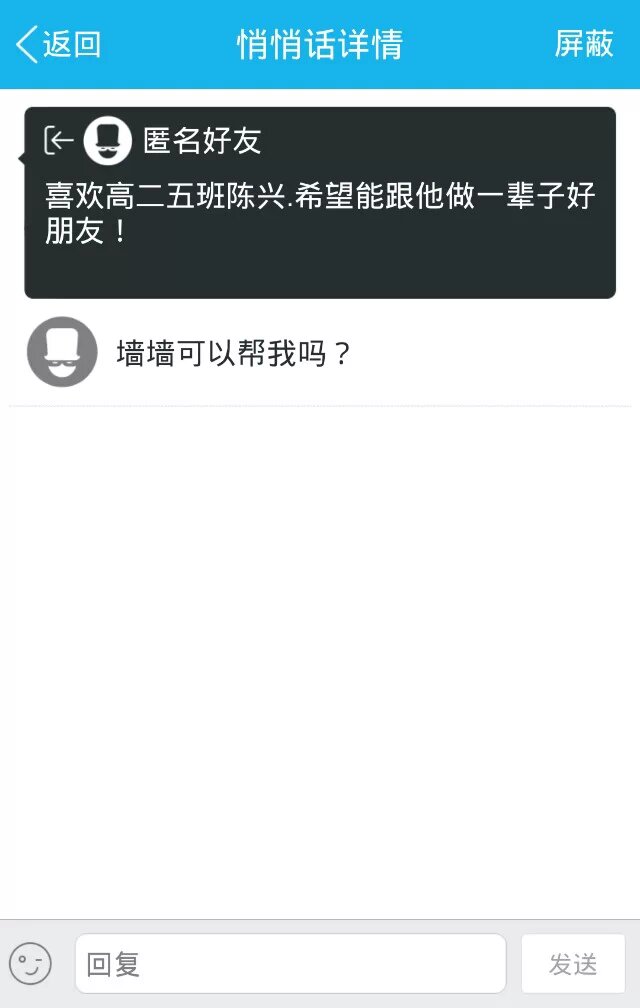 返回
悄悄话详情
屏蔽
匿名好友
喜欢高二五班陈兴.希望能跟他做一辈子好
朋友！
墙墙可以帮我吗？
回复
发送